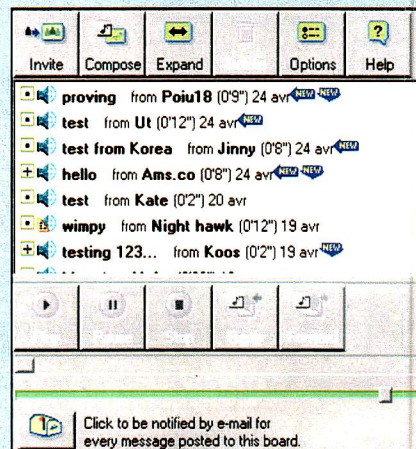 Invite Compose Expand Options Help
proving from Poiu18 (0'9") 24 avr NEW NEW
test from Ut (0'12") 24 avr NEW
test from Korea from Jinny (0'8") 24 avr NEW
hello from Ams.co (0'8") 24 avr NEW NEW
test from Kate (0'2") 20 avr
wimpy from Night hawk (0'12") 19 avr
testing 123... from Koos (0'2") 19 avr NEW
Click to be notified by e-mail for
every message posted to this board.